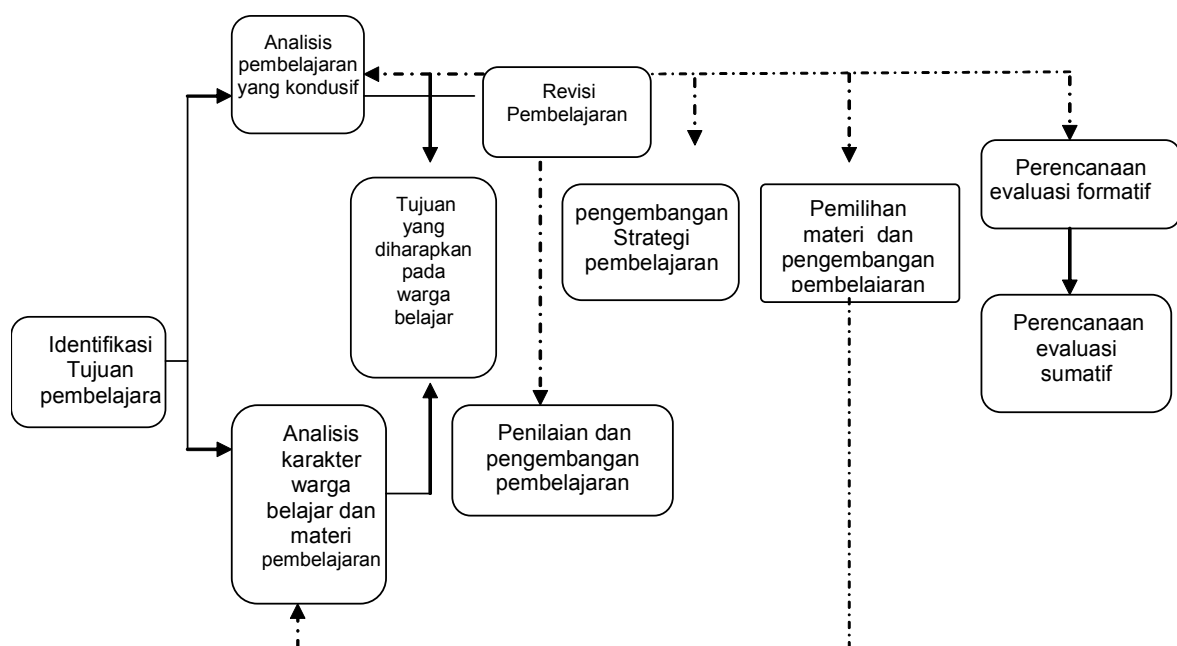 Analisis
pembelajaran
yang kondusif
Revisi
Pembelajaran
Tujuan
yang
diharapkan
pada
warga
belajar
pengembangan
Strategi
pembelajaran
Pemilihan
materi dan
pengembangan
pembelajaran
Perencanaan
evaluasi formatif
Perencanaan
evaluasi
sumatif
Identifikasi
Tujuan
pembelajara
Analisis
karakter
warga
belajar dan
materi
pembelajaran
Penilaian dan
pengembangan
pembelajaran